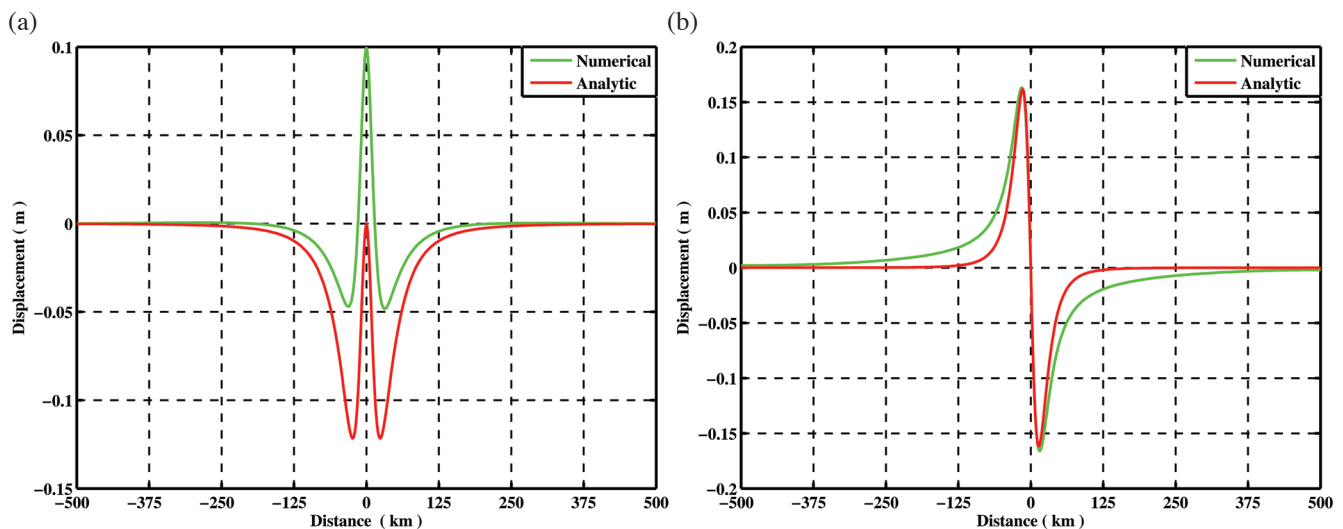 (a)
0.1
0.05
0
−0.05
−0.1
−0.15
Displacement ( m )
Numerical
Analytic
−500 −375 −250 −125 0 125 250 375 500
Distance ( km )
(b)
0.2
0.15
0.1
0.05
0
−0.05
−0.1
−0.15
−0.2
Displacement ( m )
Numerical
Analytic
−500 −375 −250 −125 0 125 250 375 500
Distance ( km )